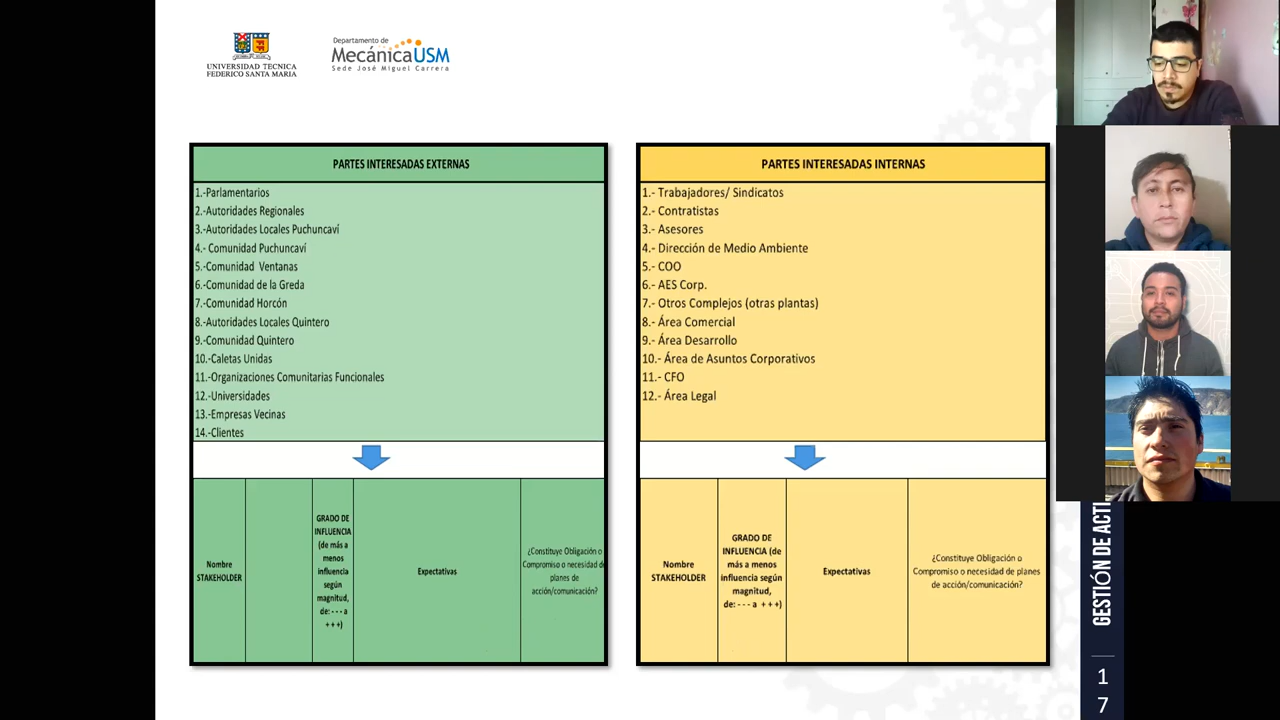 UNIVERSIDAD TECNICA
FEDERICO SANTA MARIA
Departamento de
MecánicaUSM
Sede José Miguel Carrera
PARTES INTERESADAS EXTERNAS
1.-Parlamentarios
2.-Autoridades Regionales
3.-Autoridades Locales Puchuncaví
4.- Comunidad Puchuncaví
5.-Comunidad Ventanas
6.-Comunidad de la Greda
7.-Comunidad Horcón
8.-Autoridades Locales Quintero
9.-Comunidad Quintero
10.-Caletas Unidas
11.-Organizaciones Comunitarias Funcionales
12.-Universidades
13.-Empresas Vecinas
14.-Clientes
Nombre
STAKEHOLDER
GRADO DE
INFLUENCIA
(de más a
menos
influencia
según
magnitud,
de: - - - a
+ + +)
Expectativas
¿Constituye Obligación o
Compromiso o necesidad de
planes de
acción/comunicación?
PARTES INTERESADAS INTERNAS
1.- Trabajadores/ Sindicatos
2.- Contratistas
3.- Asesores
4.- Dirección de Medio Ambiente
5.- COO
6.- AES Corp.
7.- Otros Complejos (otras plantas)
8.- Área Comercial
9.- Área Desarrollo
10.- Área de Asuntos Corporativos
11.- CFO
12.- Área Legal
Nombre
STAKEHOLDER
GRADO DE
INFLUENCIA (de
más a menos
influencia según
magnitud,
de: - - - a + + +)
Expectativas
¿Constituye Obligación o
Compromiso o necesidad de planes
de acción/comunicación?
GESTIÓN DE ACTI
1
7